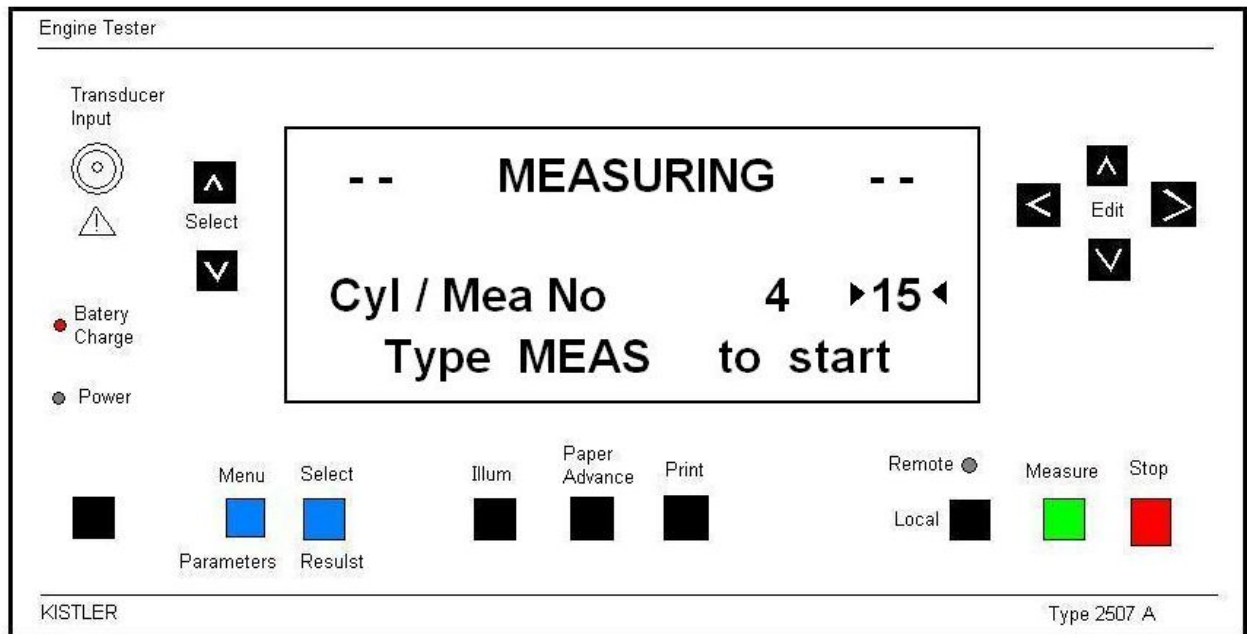 Engine Tester
Transducer
Input
Select
-- MEASURING --
Cyl / Mea No 4 ▶15◀
Type MEAS to start
Edit
Batery
Charge
Power
Menu
Select
Illum
Paper
Advance
Print
Remote
Measure
Stop
Local
Parameters
Resulst
KISTLER
Type 2507 A